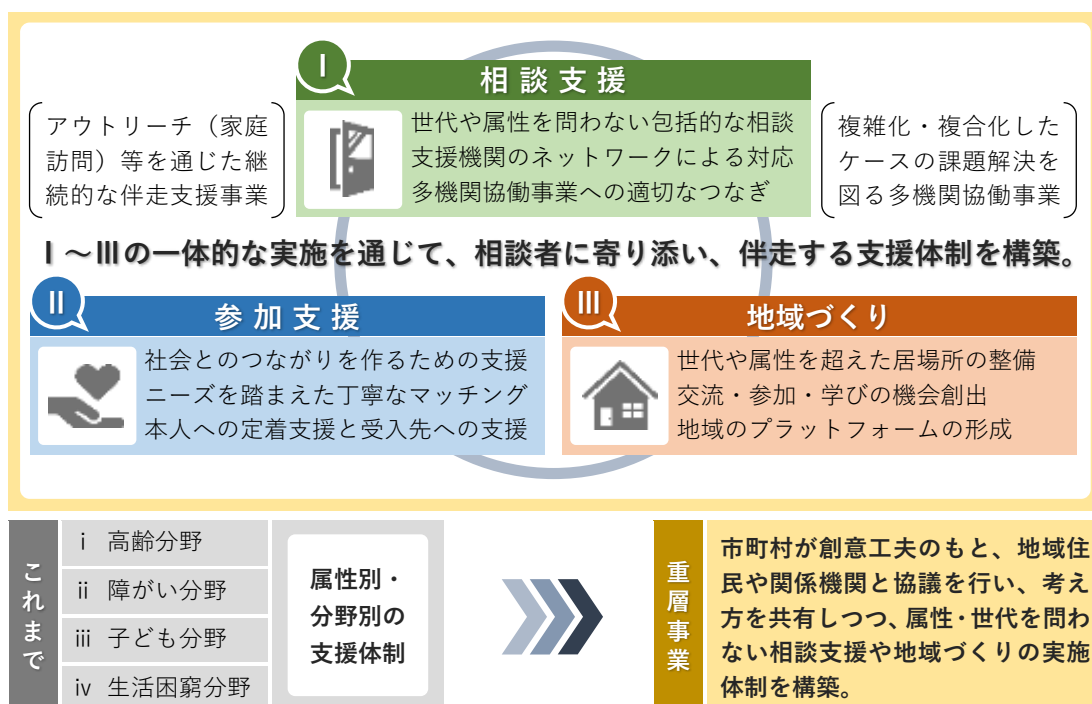 Ⅰ
相談支援
アウトリーチ（家庭
訪問）等を通じた継
続的な伴走支援事業
世代や属性を問わない包括的な相談
支援機関のネットワークによる対応
多機関協働事業への適切なつなぎ
複雑化・複合化した
ケースの課題解決を
図る多機関協働事業
Ⅰ～Ⅲの一体的な実施を通じて、相談者に寄り添い、伴走する支援体制を構築。
Ⅱ
参加支援
社会とのつながりを作るための支援
ニーズを踏まえた丁寧なマッチング
本人への定着支援と受入先への支援
Ⅲ
地域づくり
世代や属性を超えた居場所の整備
交流・参加・学びの機会創出
地域のプラットフォームの形成
これまで
ⅰ 高齢分野
ⅱ 障がい分野
ⅲ 子ども分野
ⅳ 生活困窮分野
属性別・
分野別の
支援体制
重層事業
市町村が創意工夫のもと、地域住
民や関係機関と協議を行い、考え
方を共有しつつ、属性・世代を問わ
ない相談支援や地域づくりの実施
体制を構築。